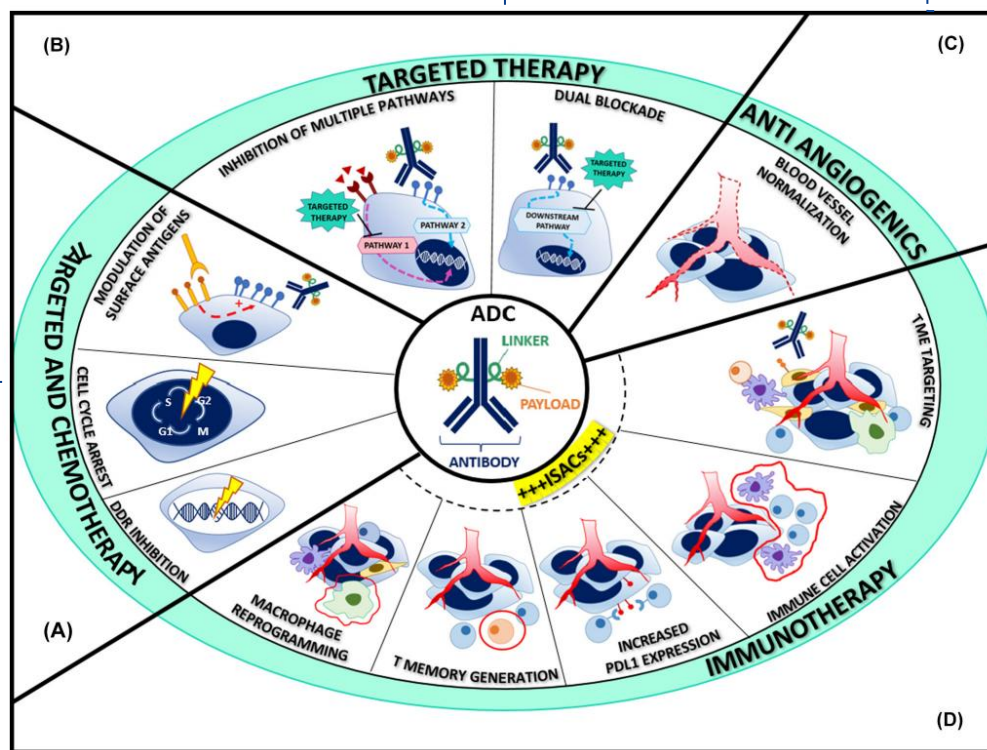 (B)
(C)
TARGETED THERAPY
INHIBITION OF MULTIPLE PATHWAYS
DUAL BLOCKADE
TARGETED
THERAPY
PATHWAY 1
PATHWAY 2
TARGETED
THERAPY
DOWNSTREAM
PATHWAY
ANTI ANGIOGENICS
BLOOD VESSEL
NORMALIZATION
TARGETED AND CHEMOTHERAPY
MODULATION OF
SURFACE ANTIGENS
CELL CYCLE ARREST
S
G2
G1
M
DDR INHIBITION
ADC
LINKER
PAYLOAD
ANTIBODY
+++ISACs+++
TME TARGETING
IMMUNE CELL ACTIVATION
INCREASED
PDL1 EXPRESSION
T MEMORY GENERATION
MACROPHAGE
REPROGRAMMING
IMMUNOTHERAPY
(A)
(D)
+